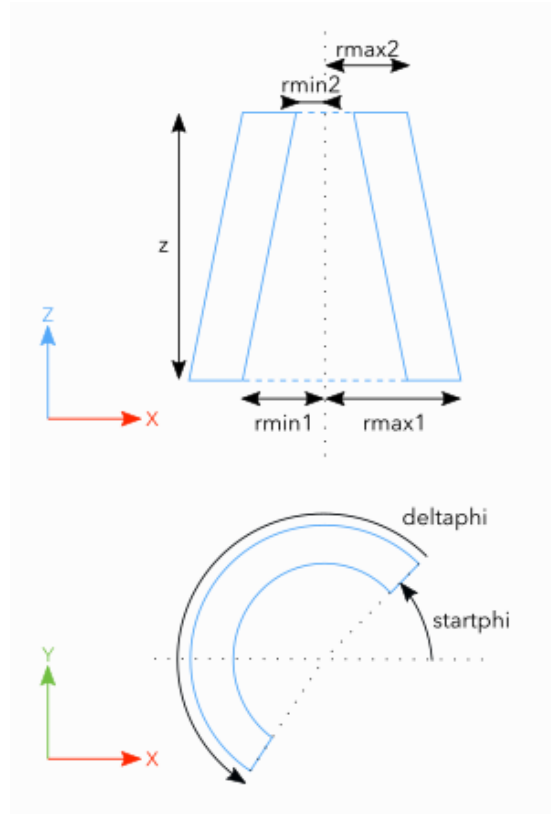 rmax2
rmin2
z
Z
X
rmin1
rmax1
deltaphi
startphi
Y
X